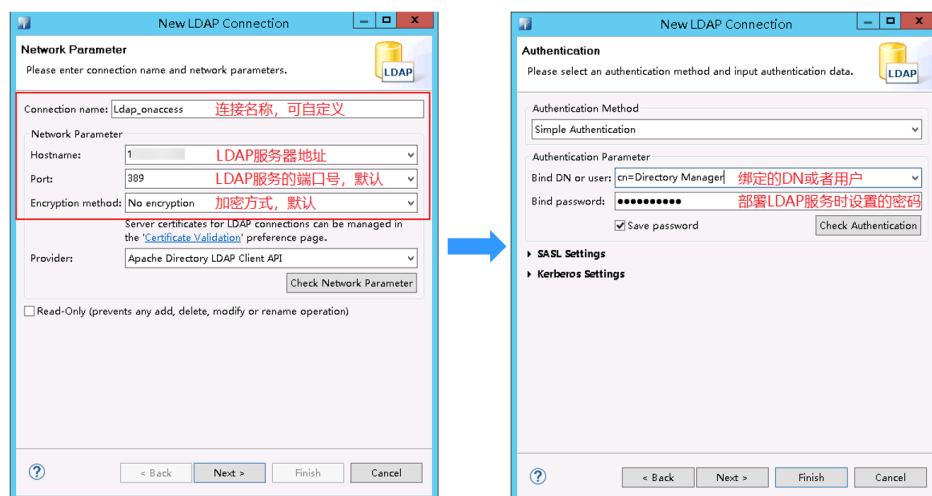 New LDAP Connection
Network Parameter
Please enter connection name and network parameters.
LDAP
Connection name: Ldap_onaccess 连接名称，可自定义
Network Parameter
Hostname: 1 LDAP服务器地址
Port: 389 LDAP服务的端口号，默认
Encryption method: No encryption 加密方式，默认
Server certificates for LDAP connections can be managed in
the 'Certificate Validation' preference page.
Provider: Apache Directory LDAP Client API
Check Network Parameter
Read-Only (prevents any add, delete, modify or rename operation)
< Back Next > Finish Cancel
New LDAP Connection
Authentication
Please select an authentication method and input authentication data.
LDAP
Authentication Method
Simple Authentication
Authentication Parameter
Bind DN or user: cn=Directory Manager 绑定的DN或者用户
Bind password: ●●●●●●●●●● 部署LDAP服务时设置的密码
Save password Check Authentication
SASL Settings
Kerberos Settings
< Back Next > Finish Cancel